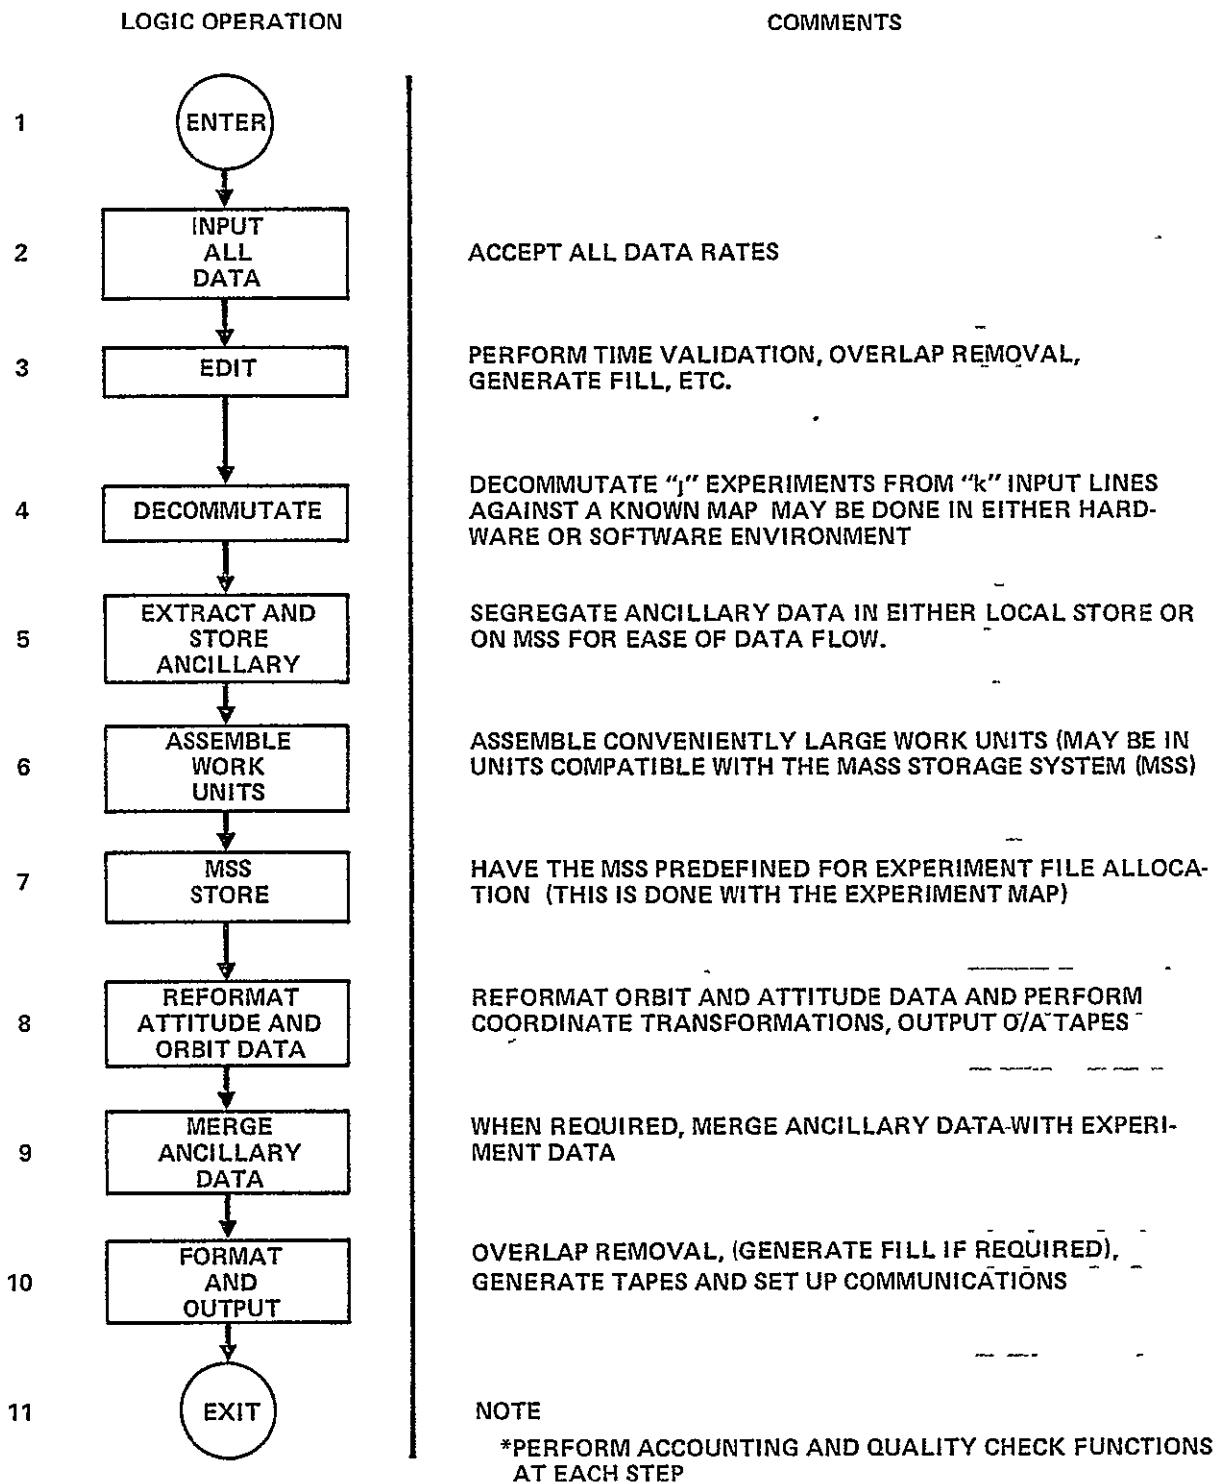 LOGIC OPERATION
COMMENTS
1
ENTER
2
INPUT
ALL
DATA
ACCEPT ALL DATA RATES
3
EDIT
PERFORM TIME VALIDATION, OVERLAP REMOVAL,
GENERATE FILL, ETC.
4
DECOMMUTATE
DECOMMUTATE "j" EXPERIMENTS FROM "k" INPUT LINES
AGAINST A KNOWN MAP MAY BE DONE IN EITHER HARD-
WARE OR SOFTWARE ENVIRONMENT
5
EXTRACT AND
STORE
ANCILLARY
SEGREGATE ANCILLARY DATA IN EITHER LOCAL STORE OR
ON MSS FOR EASE OF DATA FLOW.
6
ASSEMBLE
WORK
UNITS
ASSEMBLE CONVENIENTLY LARGE WORK UNITS (MAY BE IN
UNITS COMPATIBLE WITH THE MASS STORAGE SYSTEM (MSS)
7
MSS
STORE
HAVE THE MSS PREDEFINED FOR EXPERIMENT FILE ALLOCA-
TION (THIS IS DONE WITH THE EXPERIMENT MAP)
8
REFORMAT
ATTITUDE AND
ORBIT DATA
REFORMAT ORBIT AND ATTITUDE DATA AND PERFORM
COORDINATE TRANSFORMATIONS, OUTPUT O/A TAPES
9
MERGE
ANCILLARY
DATA
WHEN REQUIRED, MERGE ANCILLARY DATA WITH EXPERI-
MENT DATA
10
FORMAT
AND
OUTPUT
OVERLAP REMOVAL, (GENERATE FILL IF REQUIRED),
GENERATE TAPES AND SET UP COMMUNICATIONS
11
EXIT
NOTE
*PERFORM ACCOUNTING AND QUALITY CHECK FUNCTIONS
AT EACH STEP